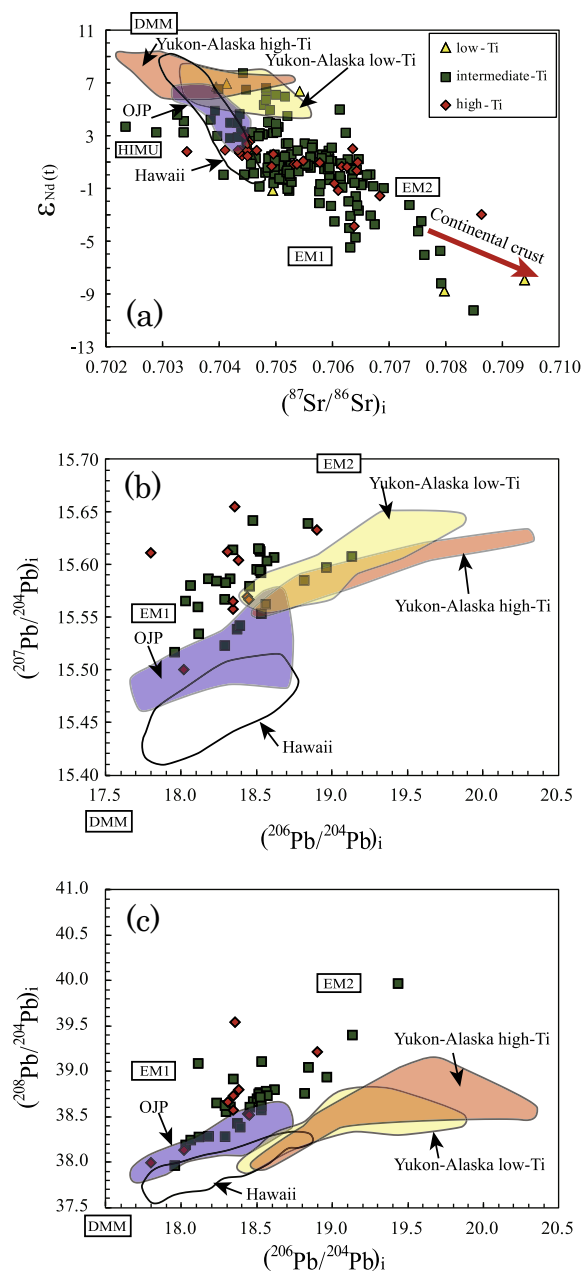 DMM
Yukon-Alaska high-Ti
Yukon-Alaska low-Ti
low-Ti
intermediate-Ti
high-Ti
OJP
HIMU
Hawaii
EM2
EM1
Continental crust
(a)
11
7
3
-1
-5
-9
-13
εNd(t)
0.702 0.703 0.704 0.705 0.706 0.707 0.708 0.709 0.710
(⁸⁷Sr/⁸⁶Sr)i
(b)
EM2
Yukon-Alaska low-Ti
EM1
OJP
Yukon-Alaska high-Ti
Hawaii
15.70
15.65
15.60
15.55
15.50
15.45
15.40
(²⁰⁷Pb/²⁰⁴Pb)i
17.5 18.0 18.5 19.0 19.5 20.0 20.5
DMM
(²⁰⁶Pb/²⁰⁴Pb)i
(c)
EM2
Yukon-Alaska high-Ti
EM1
OJP
Yukon-Alaska low-Ti
Hawaii
41.0
40.5
40.0
39.5
39.0
38.5
38.0
37.5
(²⁰⁸Pb/²⁰⁴Pb)i
DMM
18.0 18.5 19.0 19.5 20.0 20.5
(²⁰⁶Pb/²⁰⁴Pb)i